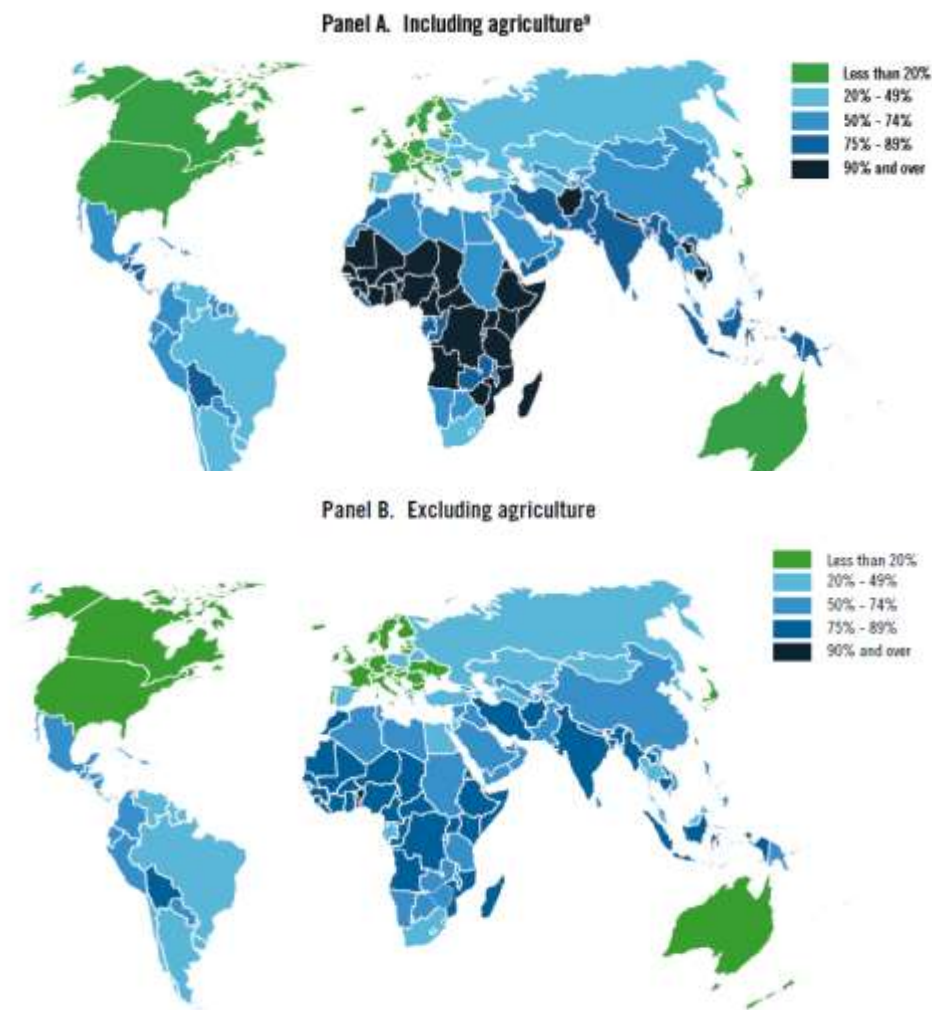 Panel A. Including agriculture⁹
Less than 20%
20% - 49%
50% - 74%
75% - 89%
90% and over
Panel B. Excluding agriculture
Less than 20%
20% - 49%
50% - 74%
75% - 89%
90% and over